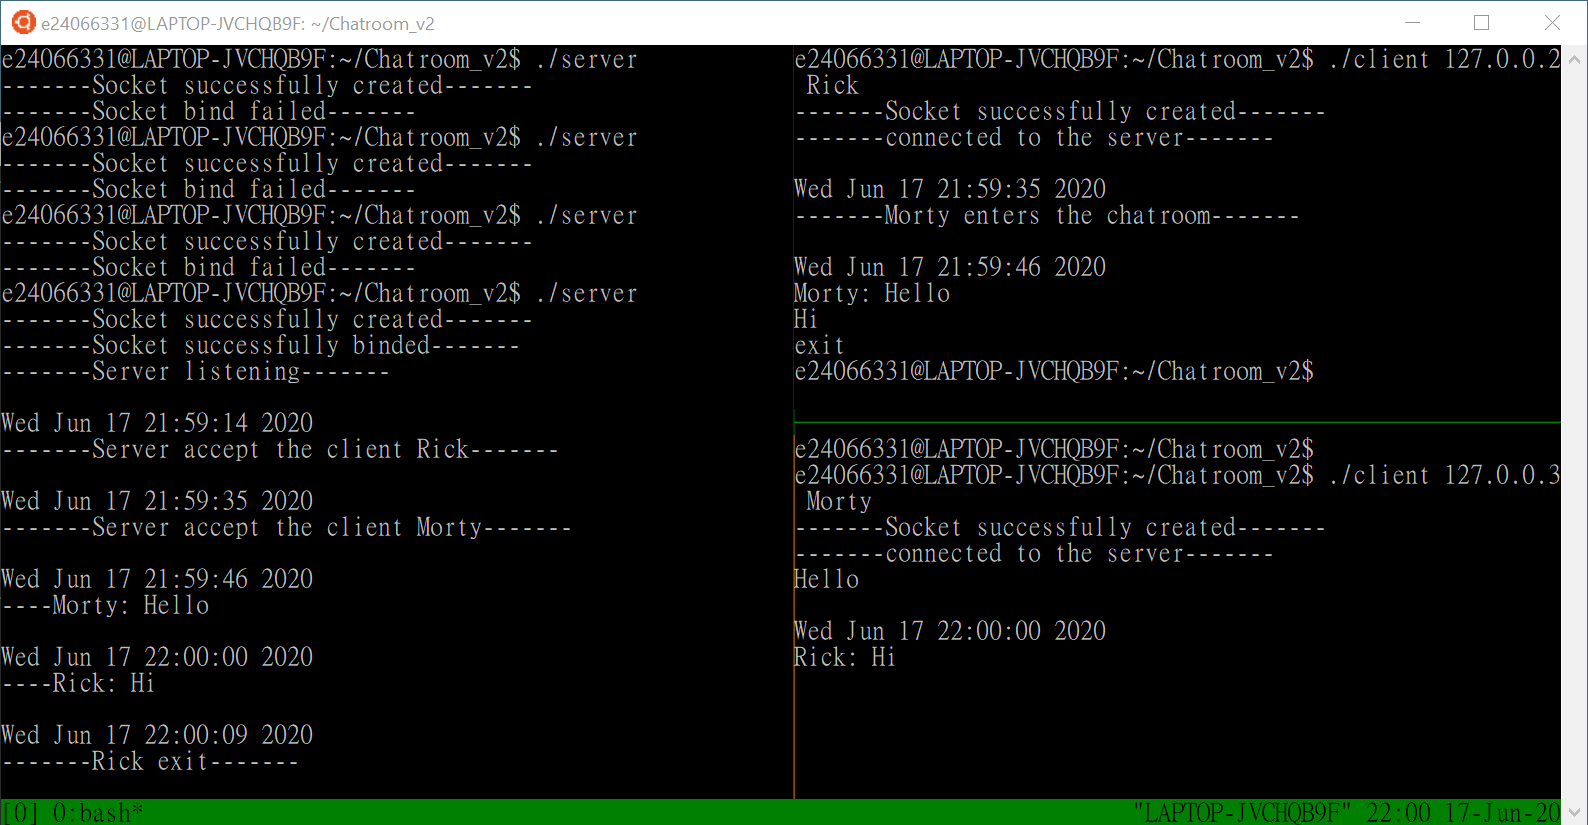 e24066331@LAPTOP-JVCHQB9F: ~/Chatroom_v2
e24066331@LAPTOP-JVCHQB9F:~/Chatroom_v2$ ./server
-------Socket successfully created-------
-------Socket bind failed-------
e24066331@LAPTOP-JVCHQB9F:~/Chatroom_v2$ ./server
-------Socket successfully created-------
-------Socket bind failed-------
e24066331@LAPTOP-JVCHQB9F:~/Chatroom_v2$ ./server
-------Socket successfully created-------
-------Socket bind failed-------
e24066331@LAPTOP-JVCHQB9F:~/Chatroom_v2$ ./server
-------Socket successfully created-------
-------Socket successfully binded-------
-------Server listening-------
Wed Jun 17 21:59:14 2020
-------Server accept the client Rick-------
Wed Jun 17 21:59:35 2020
-------Server accept the client Morty-------
Wed Jun 17 21:59:46 2020
----Morty: Hello
Wed Jun 17 22:00:00 2020
----Rick: Hi
Wed Jun 17 22:00:09 2020
-------Rick exit-------
e24066331@LAPTOP-JVCHQB9F:~/Chatroom_v2$ ./client 127.0.0.2
Rick
-------Socket successfully created-------
-------connected to the server-------
Wed Jun 17 21:59:35 2020
-------Morty enters the chatroom-------
Wed Jun 17 21:59:46 2020
Morty: Hello
Hi
exit
e24066331@LAPTOP-JVCHQB9F:~/Chatroom_v2$
e24066331@LAPTOP-JVCHQB9F:~/Chatroom_v2$
e24066331@LAPTOP-JVCHQB9F:~/Chatroom_v2$ ./client 127.0.0.3
Morty
-------Socket successfully created-------
-------connected to the server-------
Hello
Wed Jun 17 22:00:00 2020
Rick: Hi
[0] 0:bash*
"LAPTOP-JVCHQB9F" 22:00 17-Jun-20